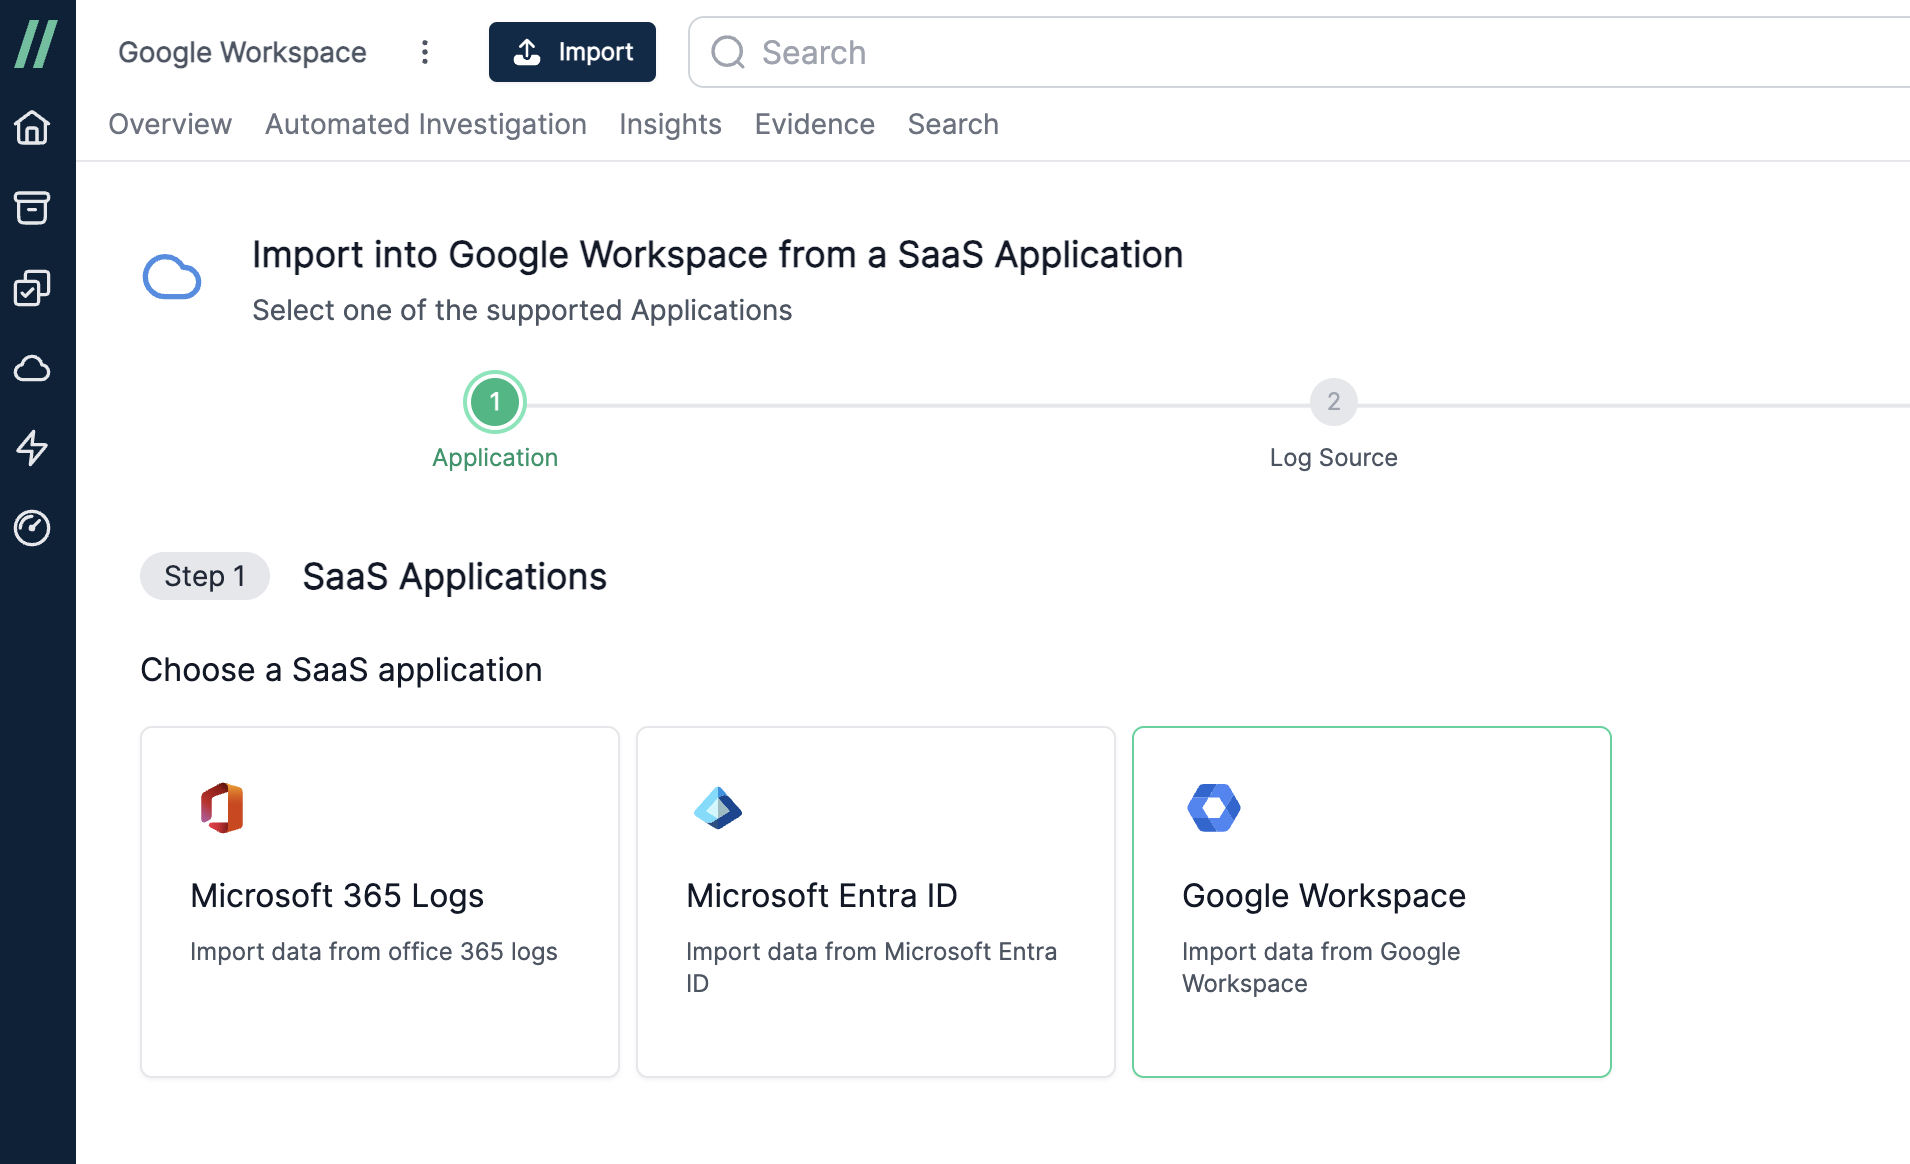 Google Workspace
Import
Search
Overview
Automated Investigation
Insights
Evidence
Search
Import into Google Workspace from a SaaS Application
Select one of the supported Applications
1
2
Application
Log Source
Step 1
SaaS Applications
Choose a SaaS application
Microsoft 365 Logs
Import data from office 365 logs
Microsoft Entra ID
Import data from Microsoft Entra
ID
Google Workspace
Import data from Google
Workspace